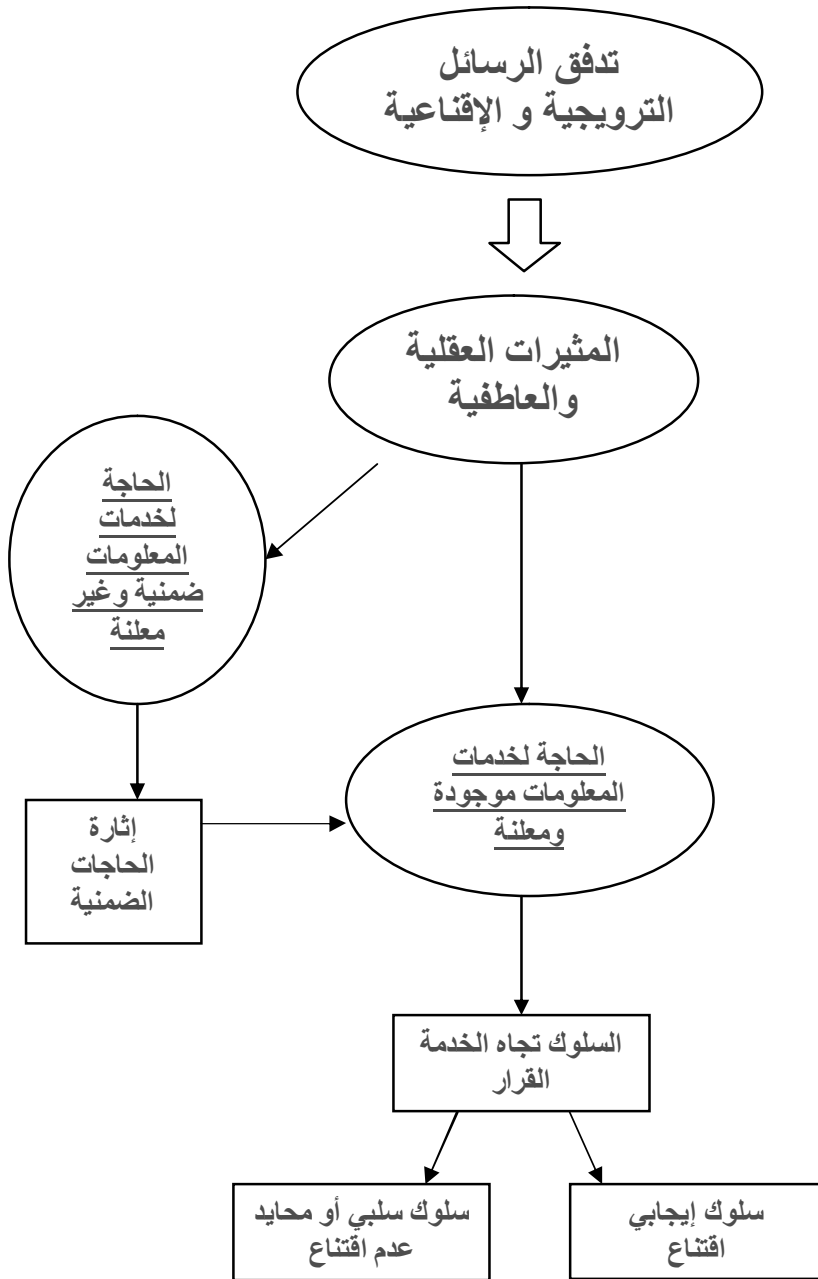 تدفق الرسائل
الترويجية و الإقناعية
المثيرات العقلية
والعاطفية
الحاجة
لخدمات
المعلومات
ضمنية وغير
معلنة
الحاجة لخدمات
المعلومات موجودة
ومعلنة
إثارة
الحاجات
الضمنية
السلوك تجاه الخدمة
القرار
سلوك إيجابي
اقتناع
سلوك سلبي أو محايد
عدم اقتناع